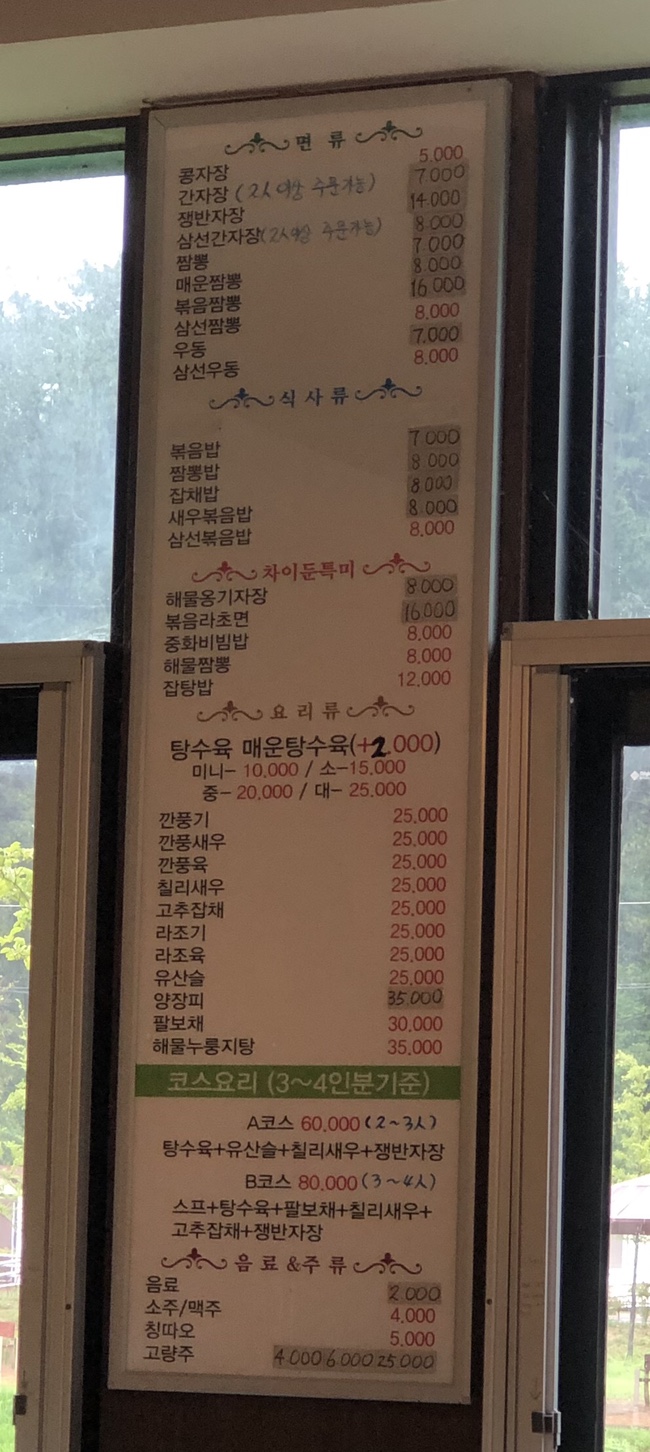 면 류
콩자장 5,000
간자장 (2人 이상 주문가능) 7000
쟁반자장 14.000
삼선간자장(2人이상 주문가능) 8.000
짬뽕 7.000
매운짬뽕 8.000
볶음짬뽕 16.000
삼선짬뽕 8,000
우동 7.000
삼선우동 8,000
식 사 류
볶음밥 7.000
짬뽕밥 8.000
잡채밥 8.000
새우볶음밥 8.000
삼선볶음밥 8,000
차이둔특미
해물옹기자장 8.000
볶음라초면 16.000
중화비빔밥 8,000
해물짬뽕 8,000
잡탕밥 12,000
요 리 류
탕수육 매운탕수육(+2.000)
미니- 10,000 / 소-15,000
중- 20,000 / 대- 25,000
깐풍기 25,000
깐풍새우 25,000
깐풍육 25,000
칠리새우 25,000
고추잡채 25,000
라조기 25,000
라조육 25,000
유산슬 25,000
양장피 35.000
팔보채 30,000
해물누룽지탕 35,000
코스요리 (3~4인분기준)
A코스 60,000 (2~3人)
탕수육+유산슬+칠리새우+쟁반자장
B코스 80,000 (3~4人)
스프+탕수육+팔보채+칠리새우+
고추잡채+쟁반자장
음 료 &주 류
음료 2.000
소주/맥주 4,000
칭따오 5,000
고량주 4.000 6.000 25.000